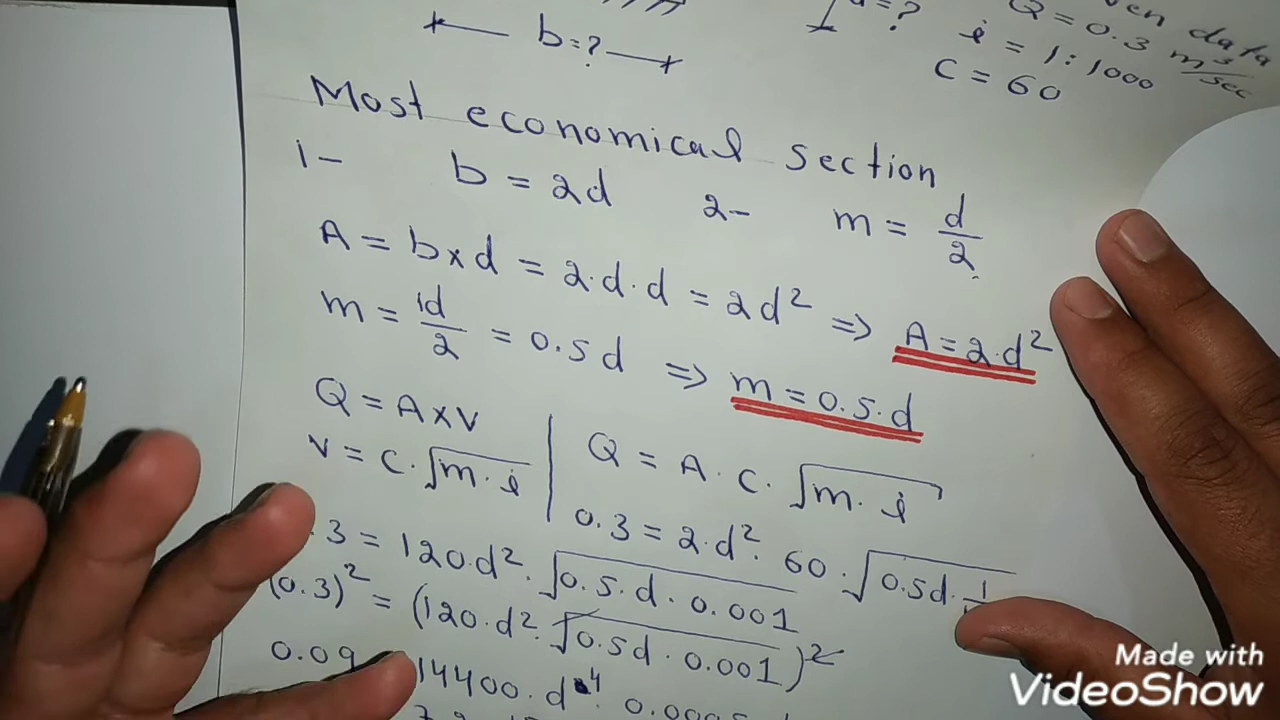 b=?
=?
data
Q = 0.3 m³/sec
i = 1:1000
C = 60
Most economical section
1- b = 2d 2- m = d/2
A = b×d = 2·d·d = 2d² ⇒ A = 2·d²
m = 1d/2 = 0.5d ⇒ m = 0.5·d
Q = A×V
V = C·√m·i
Q = A·C·√m·i
0.3 = 2·d²·60·√0.5d·
.3 = 120·d²·√0.5·d·0.001
(0.3)² = (120·d²·√0.5d·0.001)²
0.09 14400·d⁴·
Made with
VideoShow